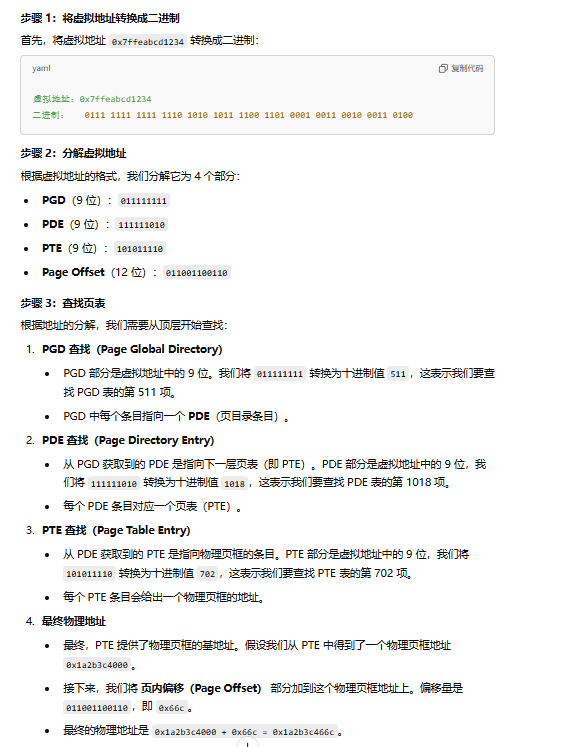 步骤 1：将虚拟地址转换成二进制
首先，将虚拟地址 0x7ffeabcd1234 转换成二进制：
yaml 复制代码
虚拟地址：0x7ffeabcd1234
二进制： 0111 1111 1111 1110 1010 1011 1100 1101 0001 0011 0010 0011 0100
步骤 2：分解虚拟地址
根据虚拟地址的格式，我们分解它为 4 个部分：
• PGD（9 位）：011111111
• PDE（9 位）：111111010
• PTE（9 位）：101011110
• Page Offset（12 位）：011001100110
步骤 3：查找页表
根据地址的分解，我们需要从顶层开始查找：
1. PGD 查找（Page Global Directory）
• PGD 部分是虚拟地址中的 9 位。我们将 011111111 转换为十进制值 511，这表示我们要查
找 PGD 表的第 511 项。
• PGD 中每个条目指向一个 PDE（页目录条目）。
2. PDE 查找（Page Directory Entry）
• 从 PGD 获取到的 PDE 是指向下一层页表（即 PTE）。PDE 部分是虚拟地址中的 9 位，我
们将 111111010 转换为十进制值 1018，这表示我们要查找 PDE 表的第 1018 项。
• 每个 PDE 条目对应一个页表（PTE）。
3. PTE 查找（Page Table Entry）
• 从 PDE 获取到的 PTE 是指向物理页框的条目。PTE 部分是虚拟地址中的 9 位，我们将
101011110 转换为十进制值 702，这表示我们要查找 PTE 表的第 702 项。
• 每个 PTE 条目会给出一个物理页框的地址。
4. 最终物理地址
• 最终，PTE 提供了物理页框的基地址。假设我们从 PTE 中得到了一个物理页框地址
0x1a2b3c4000。
• 接下来，我们将 页内偏移（Page Offset） 部分加到这个物理页框地址上。偏移量是
011001100110，即 0x66c。
• 最终的物理地址是 0x1a2b3c4000 + 0x66c = 0x1a2b3c466c。